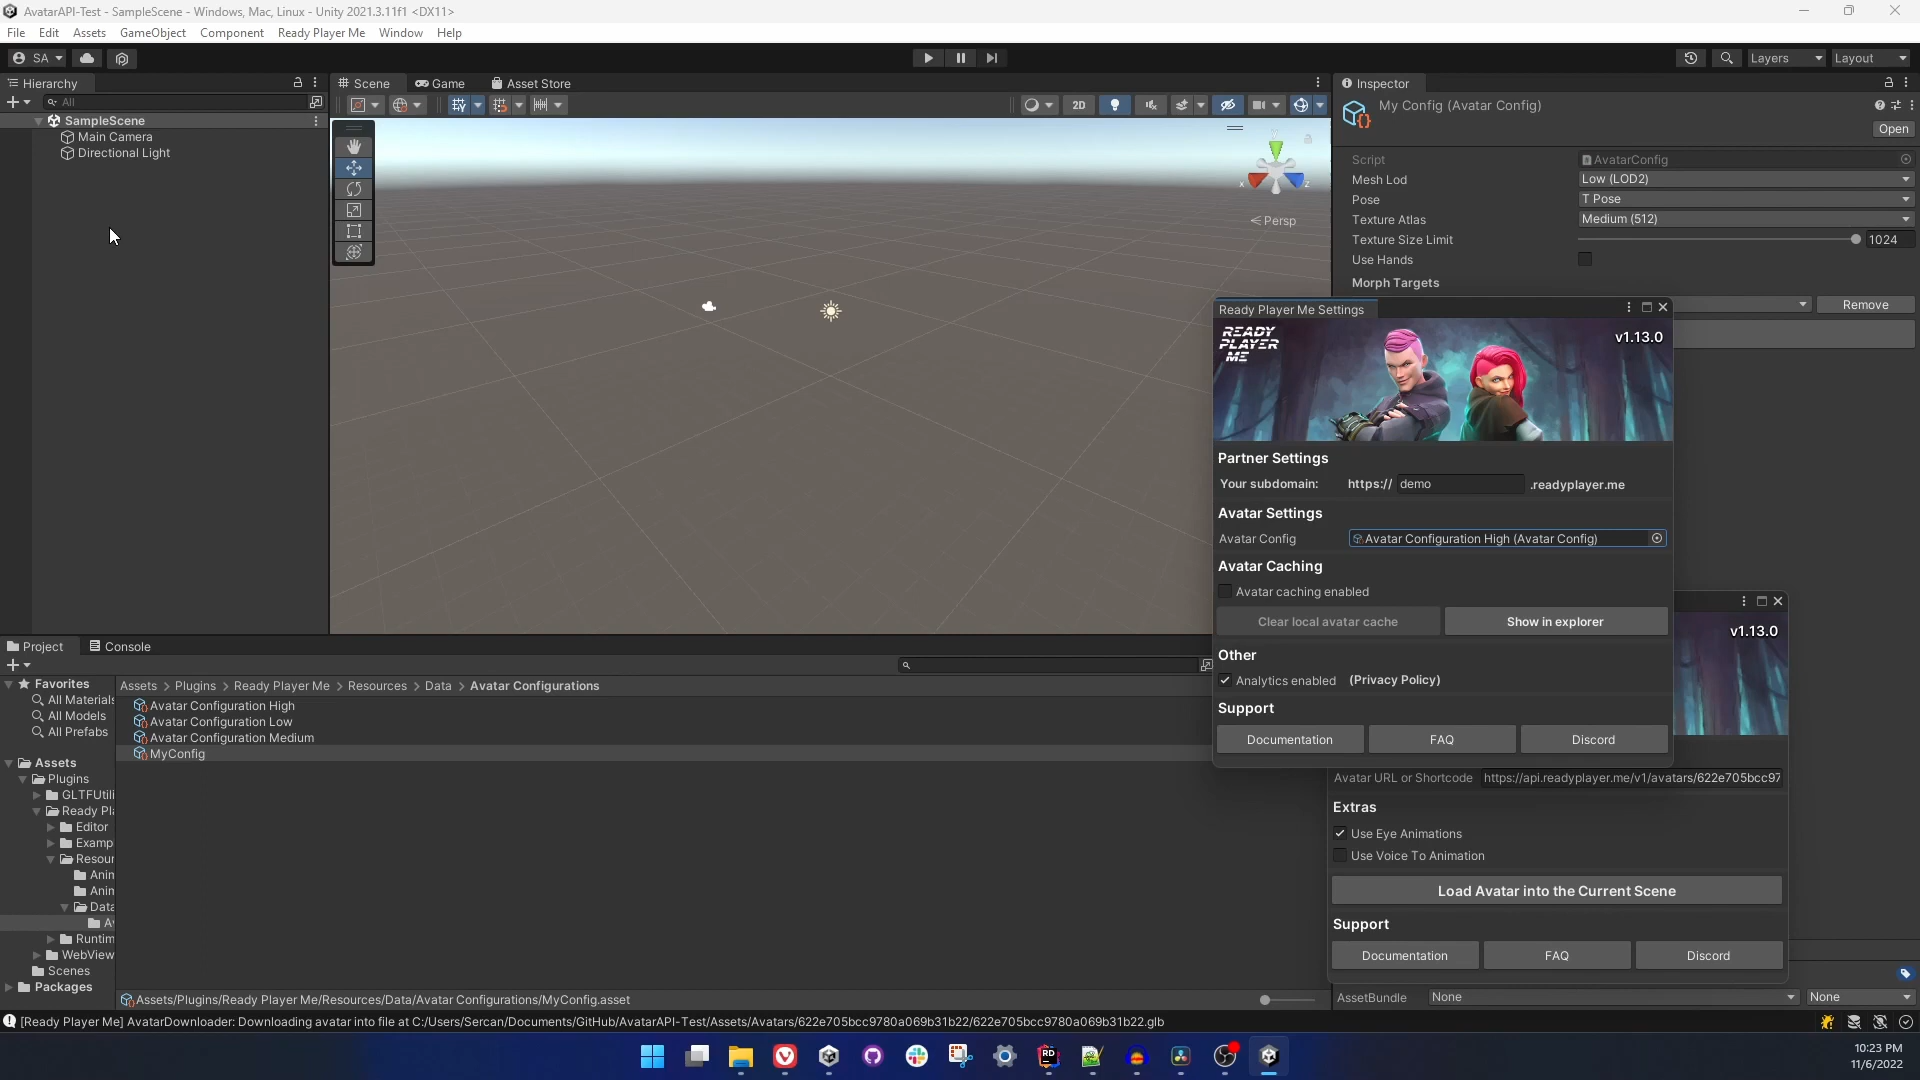 AvatarAPI-Test - SampleScene - Windows, Mac, Linux - Unity 2021.3.11f1 <DX11>
File Edit Assets GameObject Component Ready Player Me Window Help
SA
Layers Layout
Hierarchy
All
SampleScene
Main Camera
Directional Light
Scene Game Asset Store
2D
y
x z
< Persp
Inspector
My Config (Avatar Config)
Open
Script AvatarConfig
Mesh Lod Low (LOD2)
Pose T Pose
Texture Atlas Medium (512)
Texture Size Limit 1024
Use Hands
Morph Targets
Remove
Ready Player Me Settings
READY
PLAYER
ME
v1.13.0
Partner Settings
Your subdomain: https:// demo .readyplayer.me
Avatar Settings
Avatar Config Avatar Configuration High (Avatar Config)
Avatar Caching
Avatar caching enabled
Clear local avatar cache Show in explorer
Other
Analytics enabled (Privacy Policy)
Support
Documentation FAQ Discord
v1.13.0
Avatar URL or Shortcode https://api.readyplayer.me/v1/avatars/622e705bcc97
Extras
Use Eye Animations
Use Voice To Animation
Load Avatar into the Current Scene
Support
Documentation FAQ Discord
AssetBundle None None
Project Console
Favorites
All Materials
All Models
All Prefabs
Assets
Plugins
GLTFUtili
Ready Pla
Editor
Examp
Resour
Anin
Anin
Data
Av
Runtim
WebView
Scenes
Packages
Assets > Plugins > Ready Player Me > Resources > Data > Avatar Configurations
Avatar Configuration High
Avatar Configuration Low
Avatar Configuration Medium
MyConfig
Assets/Plugins/Ready Player Me/Resources/Data/Avatar Configurations/MyConfig.asset
[Ready Player Me] AvatarDownloader: Downloading avatar into file at C:/Users/Sercan/Documents/GitHub/AvatarAPI-Test/Assets/Avatars/622e705bcc9780a069b31b22/622e705bcc9780a069b31b22.glb
RD
10:23 PM
11/6/2022